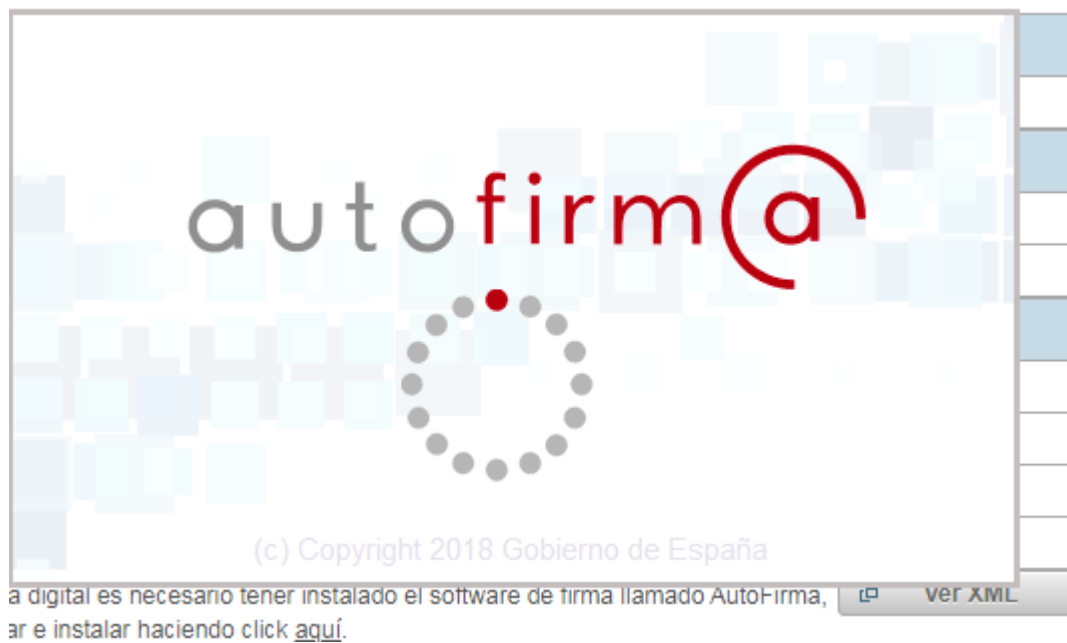 autofirma
(c) Copyright 2018 Gobierno de España
a digital es necesario tener instalado el software de firma llamado AutoFirma,
Ver XML
ar e instalar haciendo click aquí.